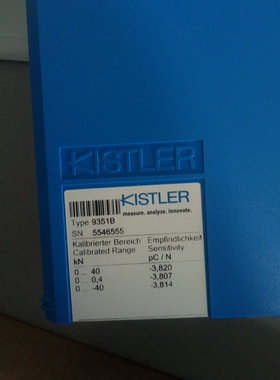 KISTLER
KISTLER
measure. analyze. innovate.
Type 9351B
SN 5546555
Kalibrierter Bereich Empfindlichkeit
Calibrated Range Sensitivity
kN pC / N
0 ... 40 -3,820
0 ... 0,4 -3,807
0 ... -40 -3,814